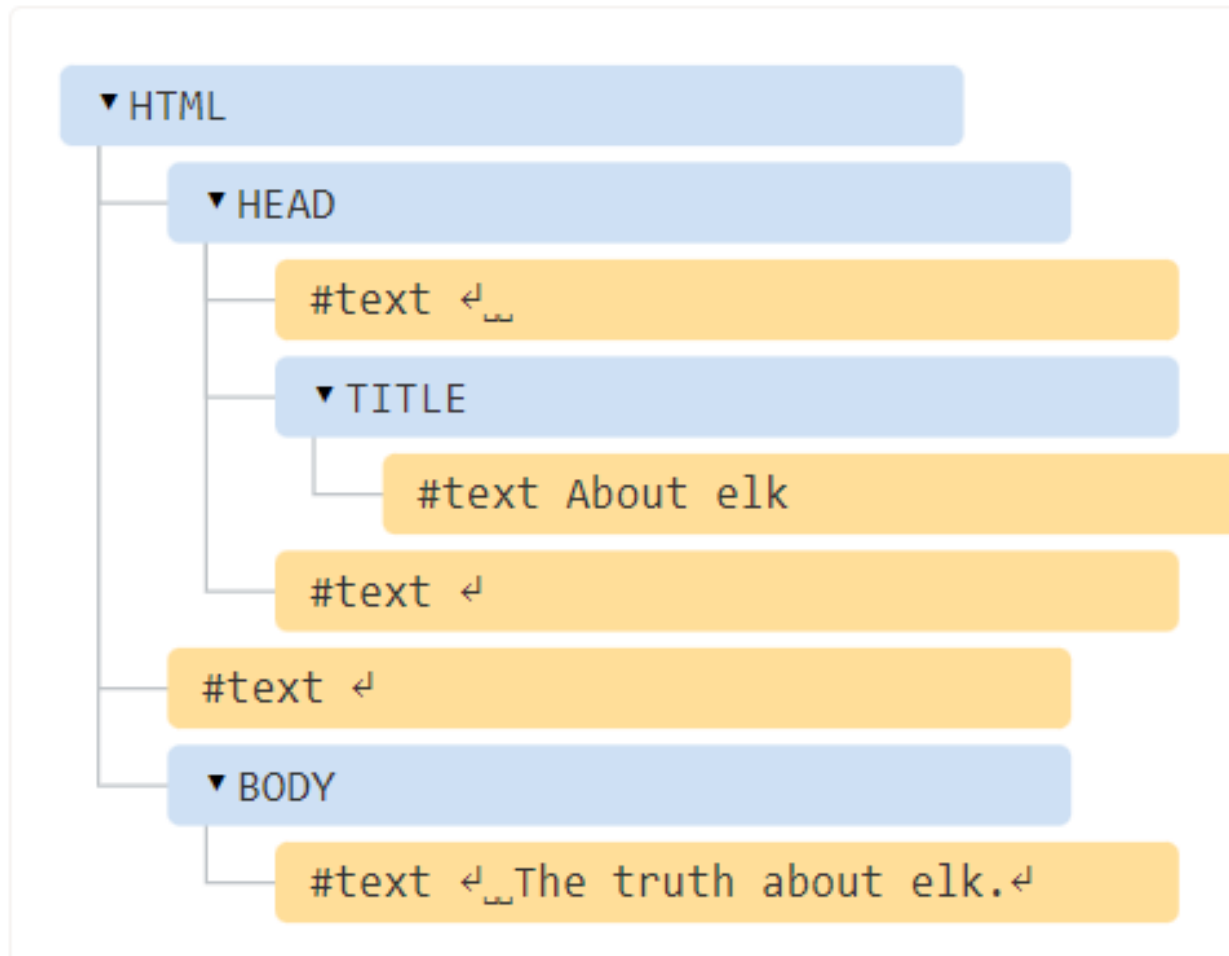 ▼ HTML
▼ HEAD
#text ↵␣␣
▼ TITLE
#text About elk
#text ↵
#text ↵
▼ BODY
#text ↵␣␣The truth about elk.↵